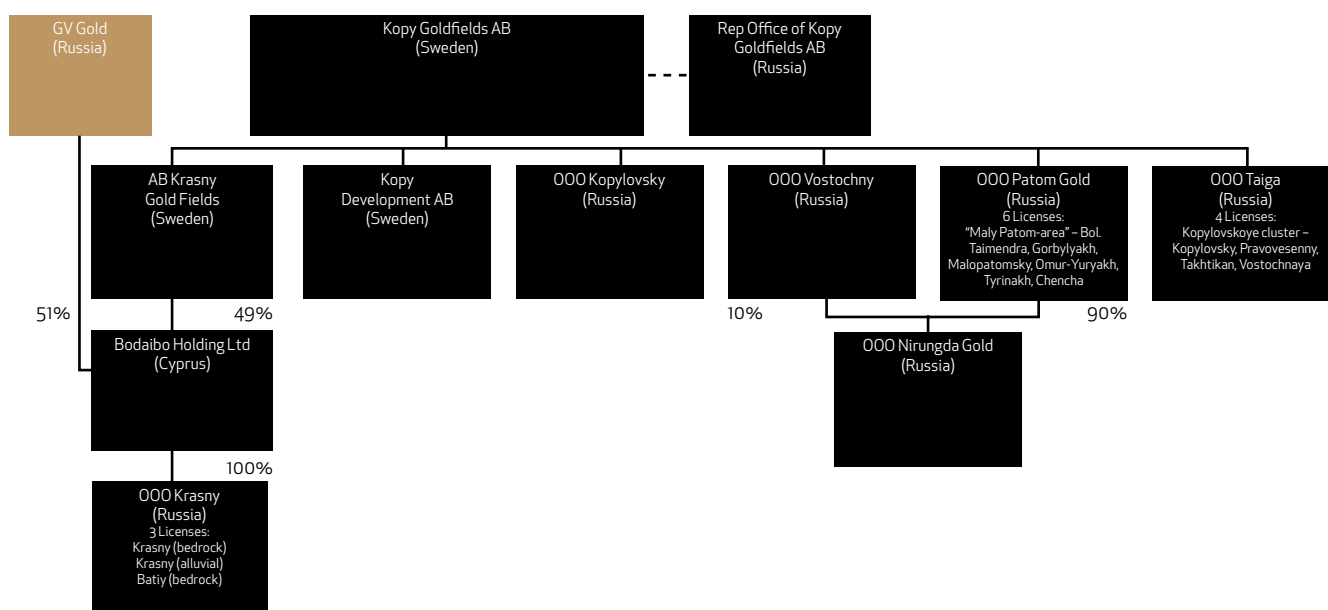 GV Gold
(Russia)
Kopy Goldfields AB
(Sweden)
Rep Office of Kopy
Goldfields AB
(Russia)
AB Krasny
Gold Fields
(Sweden)
Kopy
Development AB
(Sweden)
OOO Kopylovsky
(Russia)
OOO Vostochny
(Russia)
OOO Patom Gold
(Russia)
6 Licenses:
“Maly Patom-area” – Bol.
Taimendra, Gorbylyakh,
Malopatomsky, Omur-Yuryakh,
Tyrinakh, Chencha
OOO Taiga
(Russia)
4 Licenses:
Kopylovskoye cluster –
Kopylovsky, Pravovesenny,
Takhtikan, Vostochnaya
51%
49%
10%
90%
Bodaibo Holding Ltd
(Cyprus)
OOO Nirungda Gold
(Russia)
100%
OOO Krasny
(Russia)
3 Licenses:
Krasny (bedrock)
Krasny (alluvial)
Batiy (bedrock)